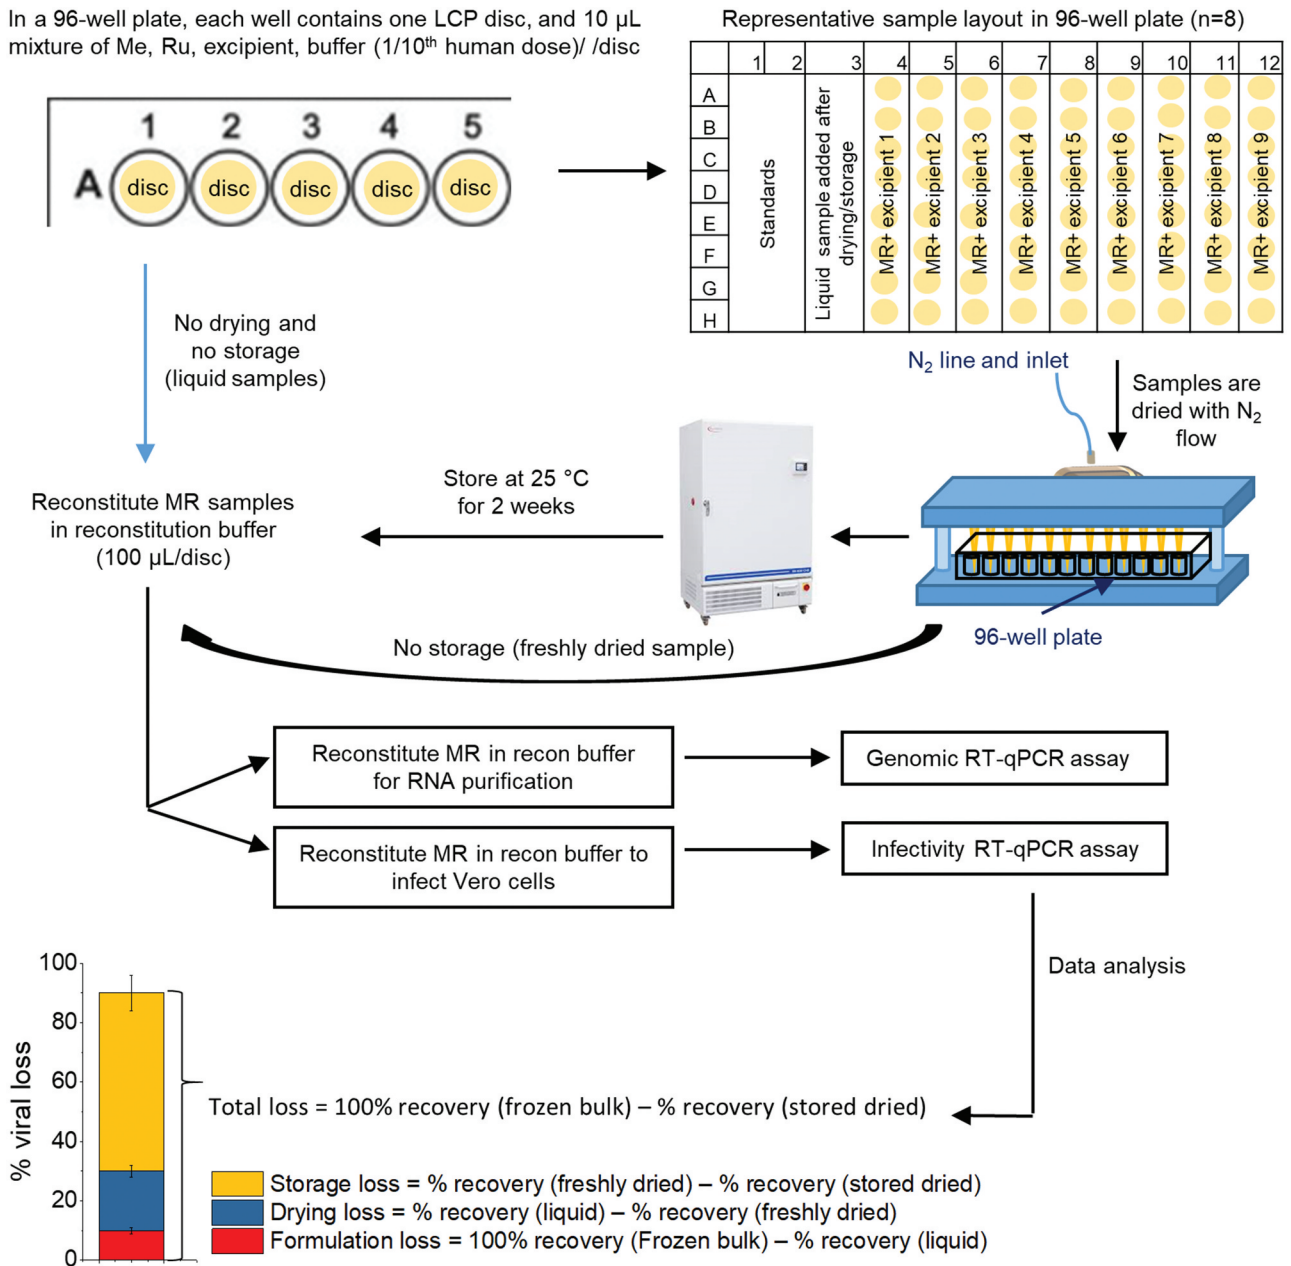 In a 96-well plate, each well contains one LCP disc, and 10 µL
mixture of Me, Ru, excipient, buffer (1/10th human dose)/ /disc
Representative sample layout in 96-well plate (n=8)
1 2 3 4 5
A disc disc disc disc disc
1 2 3 4 5 6 7 8 9 10 11 12
A
B
C
D
E
F
G
H
Standards
Liquid sample added after
drying/storage
MR+ excipient 1
MR+ excipient 2
MR+ excipient 3
MR+ excipient 4
MR+ excipient 5
MR+ excipient 6
MR+ excipient 7
MR+ excipient 8
MR+ excipient 9
No drying and
no storage
(liquid samples)
N2 line and inlet
Samples are
dried with N2
flow
Store at 25 °C
for 2 weeks
Reconstitute MR samples
in reconstitution buffer
(100 µL/disc)
96-well plate
No storage (freshly dried sample)
Reconstitute MR in recon buffer
for RNA purification
Genomic RT-qPCR assay
Reconstitute MR in recon buffer to
infect Vero cells
Infectivity RT-qPCR assay
Data analysis
% viral loss
100
80
60
40
20
0
Total loss = 100% recovery (frozen bulk) – % recovery (stored dried)
Storage loss = % recovery (freshly dried) – % recovery (stored dried)
Drying loss = % recovery (liquid) – % recovery (freshly dried)
Formulation loss = 100% recovery (Frozen bulk) – % recovery (liquid)